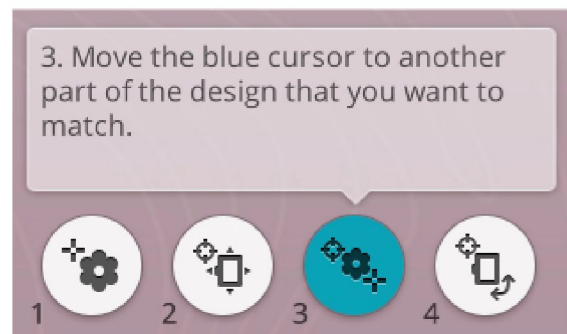 3. Move the blue cursor to another
part of the design that you want to
match.
1 2 3 4